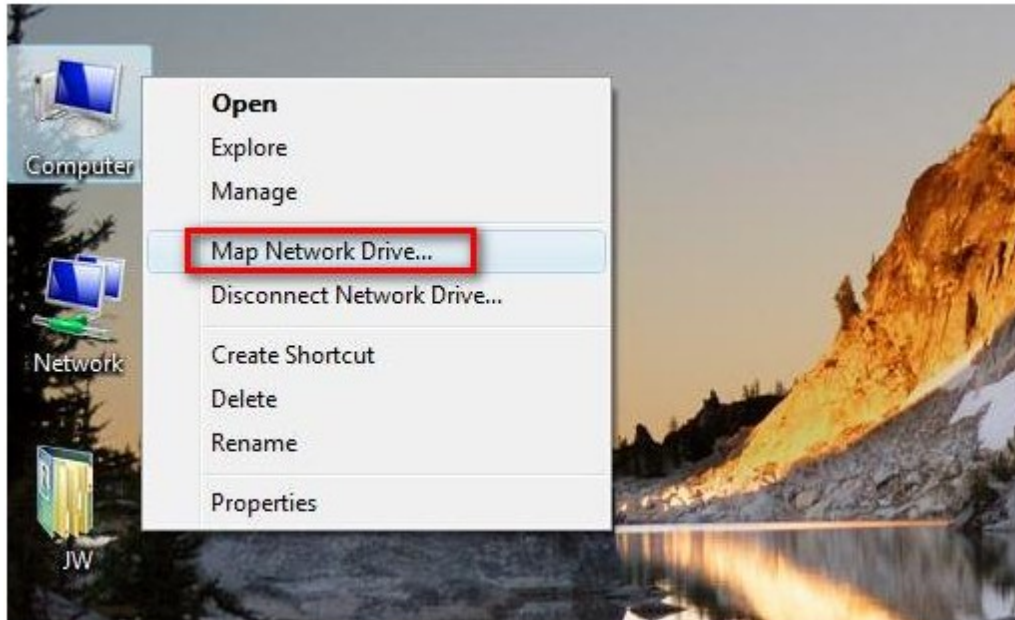 Computer
Open
Explore
Manage
Map Network Drive...
Disconnect Network Drive...
Network
Create Shortcut
Delete
Rename
Properties
JW